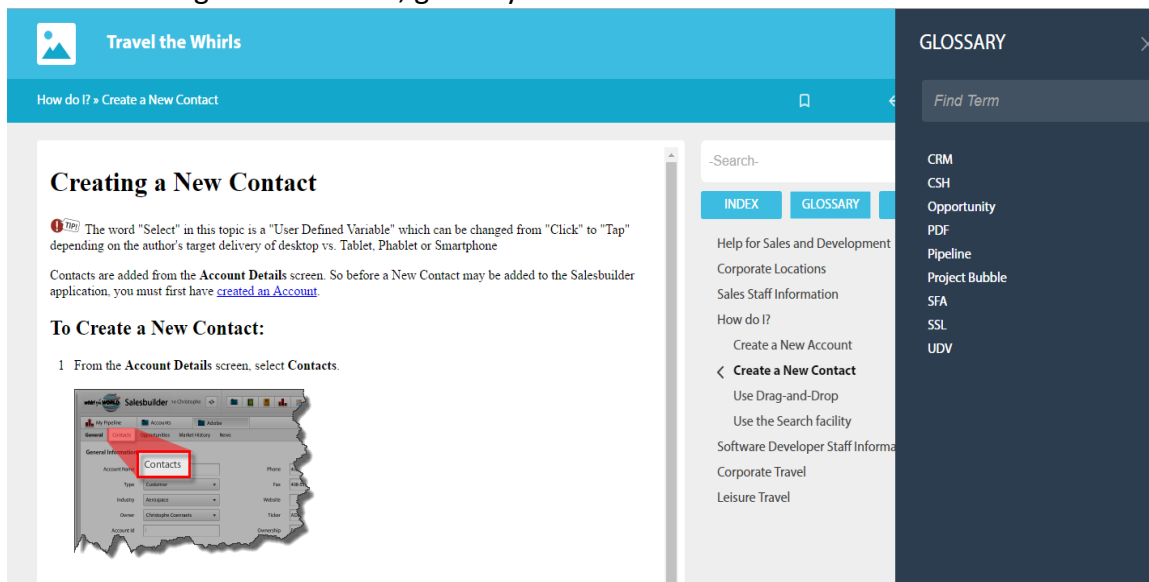 Travel the Whirls
GLOSSARY
How do I? » Create a New Contact
Find Term
Creating a New Contact
TIP! The word "Select" in this topic is a "User Defined Variable" which can be changed from "Click" to "Tap"
depending on the author's target delivery of desktop vs. Tablet, Phablet or Smartphone
Contacts are added from the Account Details screen. So before a New Contact may be added to the Salesbuilder
application, you must first have created an Account.
To Create a New Contact:
1 From the Account Details screen, select Contacts.
Salesbuilder
My Pipeline Accounts Adobe
General Contacts Opportunities Market History News
General Information
Contacts
Account Name
Phone
Type Customer
Fax
Industry Aerospace
Website
Owner Christophe
Ticker
Account Id
Ownership
-Search-
INDEX GLOSSARY
Help for Sales and Development
Corporate Locations
Sales Staff Information
How do I?
Create a New Account
Create a New Contact
Use Drag-and-Drop
Use the Search facility
Software Developer Staff Informa
Corporate Travel
Leisure Travel
CRM
CSH
Opportunity
PDF
Pipeline
Project Bubble
SFA
SSL
UDV